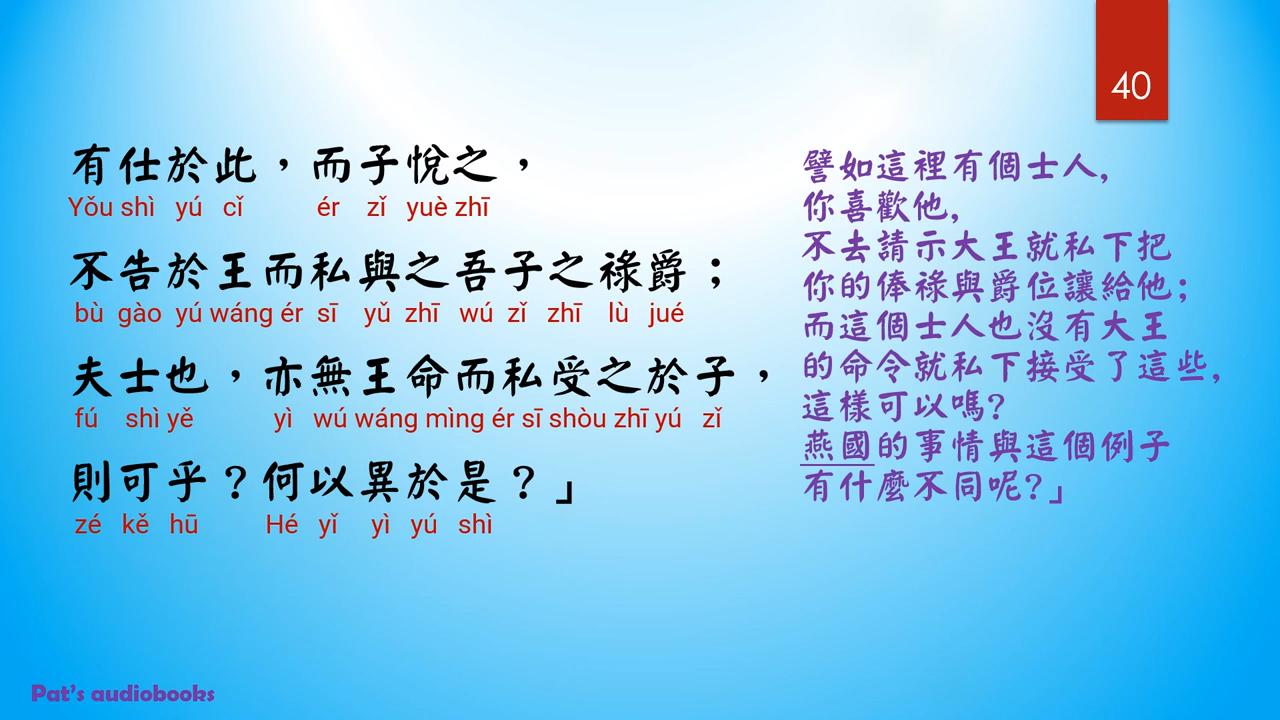 40
有仕於此，而子悅之，
Yǒu shì yú cǐ ér zǐ yuè zhī
不告於王而私與之吾子之祿爵；
bù gào yú wáng ér sī yǔ zhī wú zǐ zhī lù jué
夫士也，亦無王命而私受之於子，
fú shì yě yì wú wáng mìng ér sī shòu zhī yú zǐ
則可乎？何以異於是？」
zé kě hū Hé yǐ yì yú shì
譬如這裡有個士人，
你喜歡他，
不去請示大王就私下把
你的俸祿與爵位讓給他；
而這個士人也沒有大王
的命令就私下接受了這些，
這樣可以嗎？
燕國的事情與這個例子
有什麼不同呢？」
Pat's audiobooks